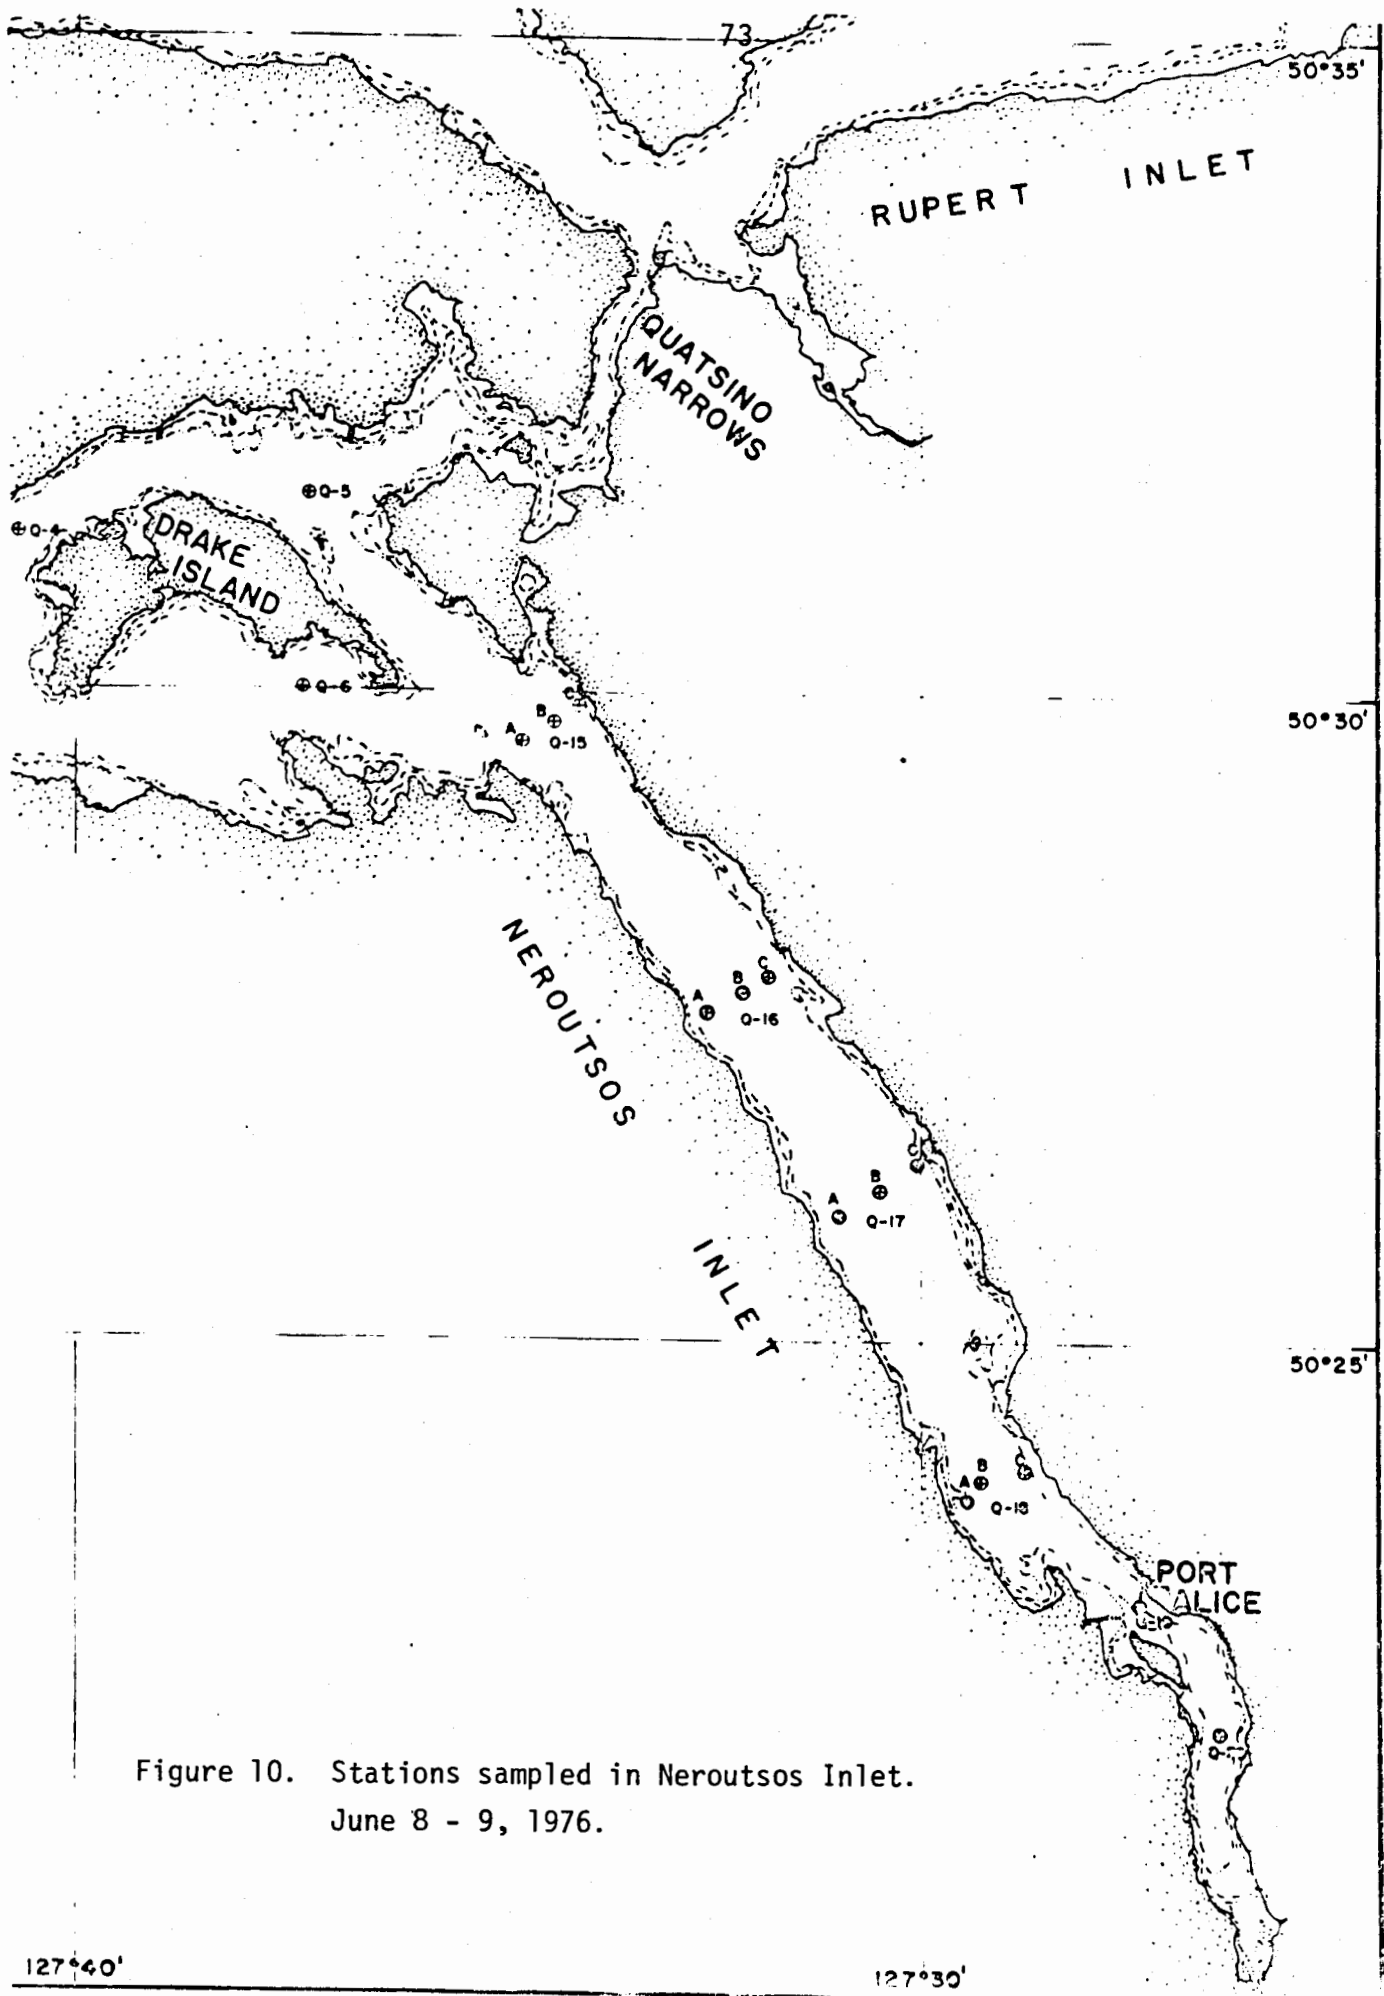 73
50°35'
RUPERT INLET
QUATSINO
NARROWS
Q-5
Q-4
DRAKE
ISLAND
Q-6
C
B
A
Q-15
50°30'
NEROUTSOS
C
B
A
Q-16
C
B
A
Q-17
INLET
50°25'
C
B
A
Q-18
PORT
ALICE
Figure 10. Stations sampled in Neroutsos Inlet.
June 8 - 9, 1976.
127°40'
127°30'